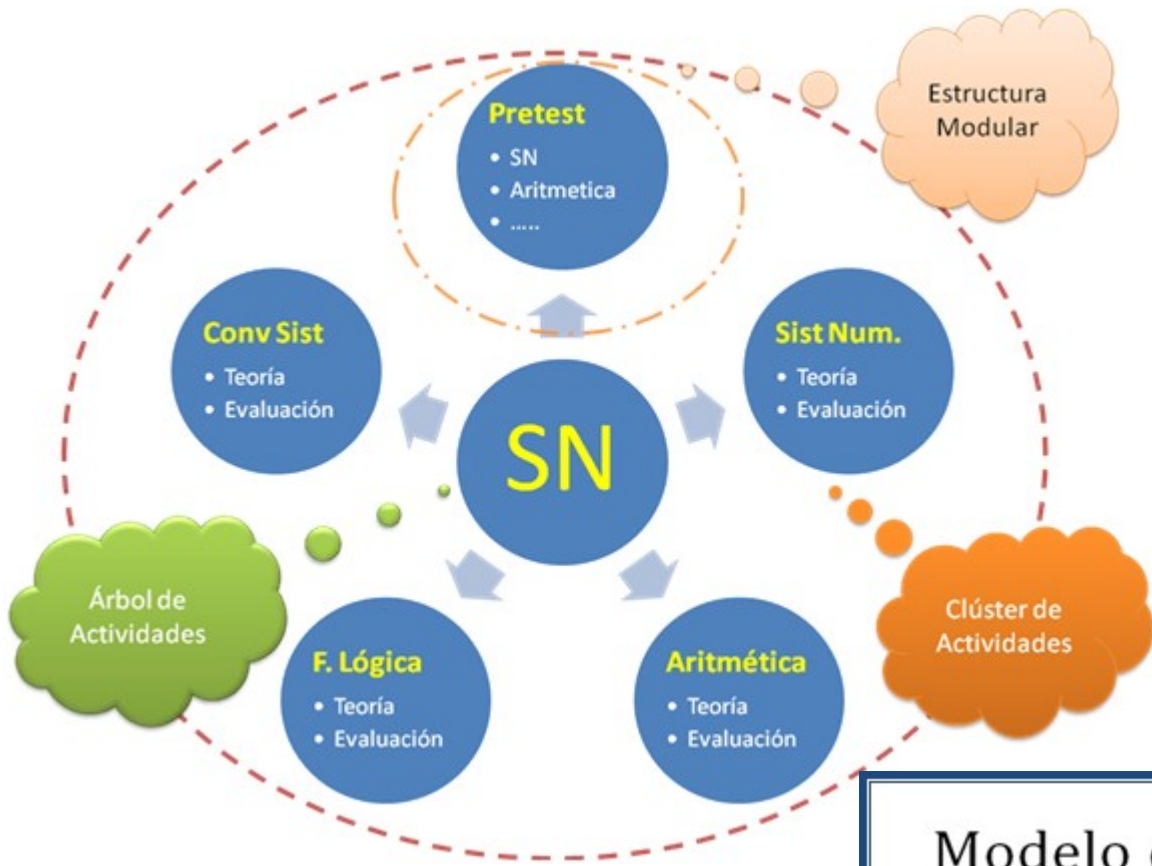 Estructura
Modular
Pretest
• SN
• Aritmetica
• .....
Conv Sist
• Teoría
• Evaluación
Sist Num.
• Teoría
• Evaluación
SN
Árbol de
Actividades
Clúster de
Actividades
F. Lógica
• Teoría
• Evaluación
Aritmética
• Teoría
• Evaluación
Modelo